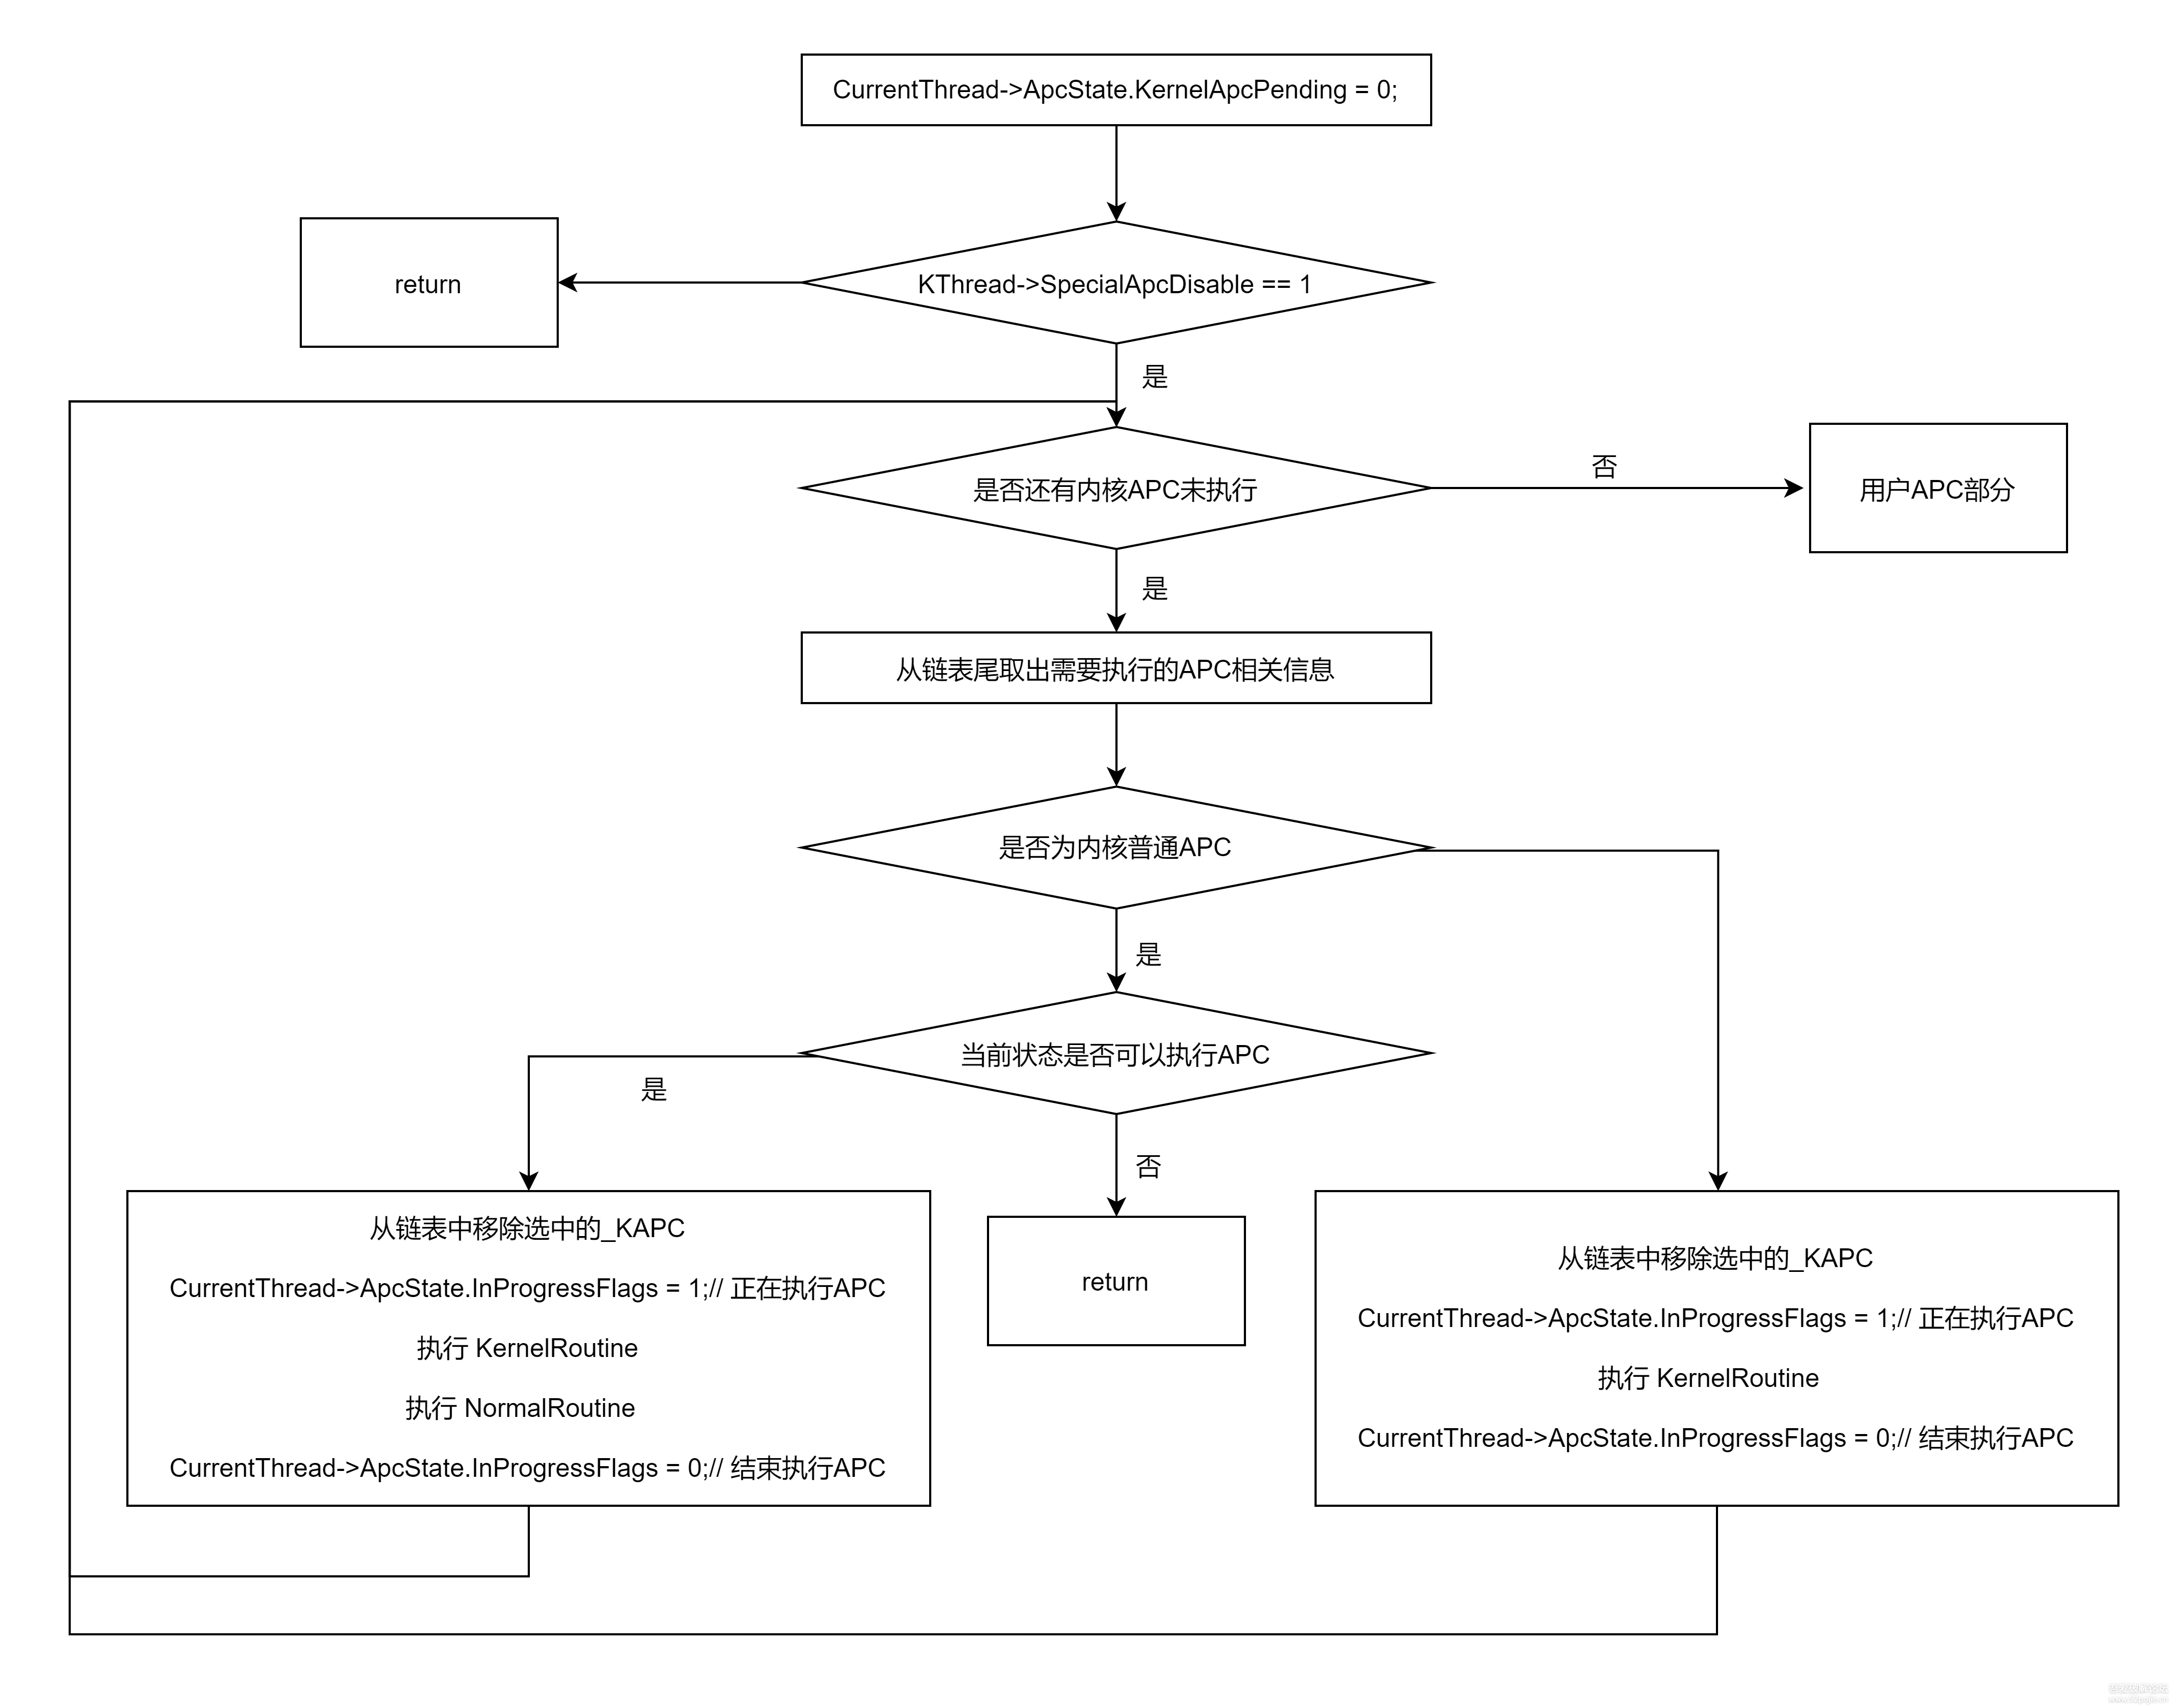 CurrentThread->ApcState.KernelApcPending = 0;
return
KThread->SpecialApcDisable == 1
是
是否还有内核APC未执行
否
用户APC部分
是
从链表尾取出需要执行的APC相关信息
是否为内核普通APC
是
当前状态是否可以执行APC
是
否
从链表中移除选中的_KAPC
CurrentThread->ApcState.InProgressFlags = 1;// 正在执行APC
执行 KernelRoutine
执行 NormalRoutine
CurrentThread->ApcState.InProgressFlags = 0;// 结束执行APC
return
从链表中移除选中的_KAPC
CurrentThread->ApcState.InProgressFlags = 1;// 正在执行APC
执行 KernelRoutine
CurrentThread->ApcState.InProgressFlags = 0;// 结束执行APC